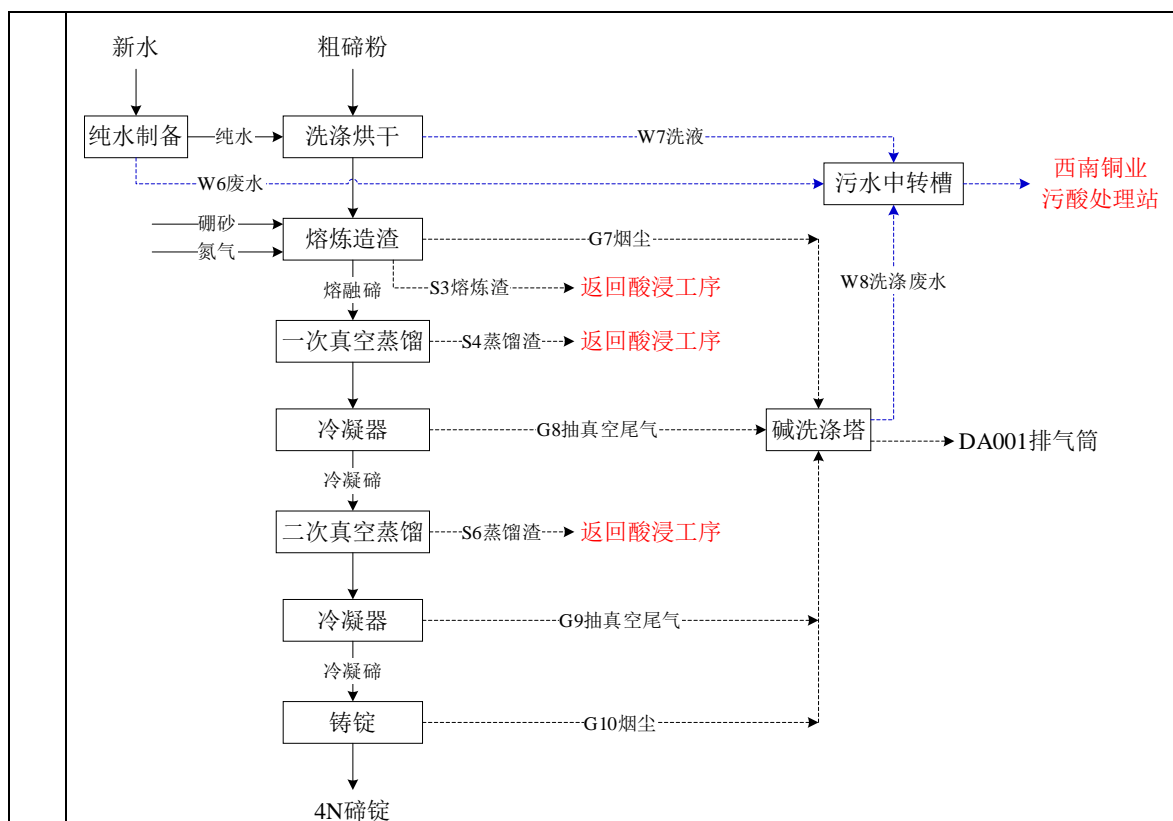 新水
粗碲粉
纯水制备
纯水
洗涤烘干
W7洗液
W6废水
污水中转槽
西南铜业
污酸处理站
硼砂
氮气
熔炼造渣
G7烟尘
W8洗涤废水
熔融碲
S3熔炼渣
返回酸浸工序
一次真空蒸馏
S4蒸馏渣
返回酸浸工序
冷凝器
G8抽真空尾气
碱洗涤塔
DA001排气筒
冷凝碲
二次真空蒸馏
S6蒸馏渣
返回酸浸工序
冷凝器
G9抽真空尾气
冷凝碲
铸锭
G10烟尘
4N碲锭